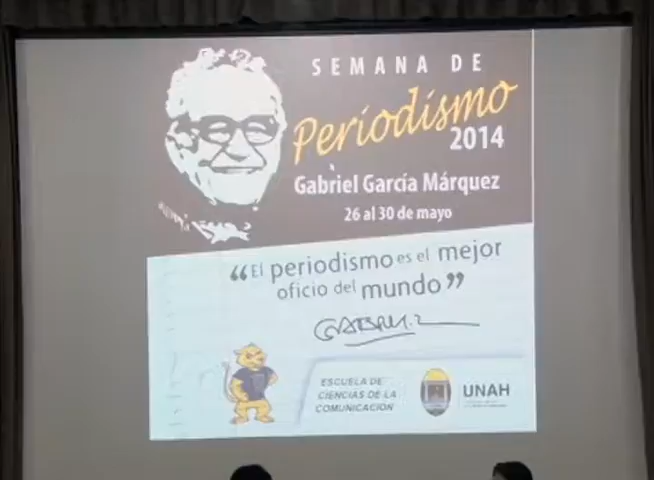 SEMANA DE
Periodismo
2014
Gabriel García Márquez
26 al 30 de mayo
“El periodismo es el mejor
oficio del mundo”
ESCUELA DE
CIENCIAS DE LA
COMUNICACIÓN
UNAH